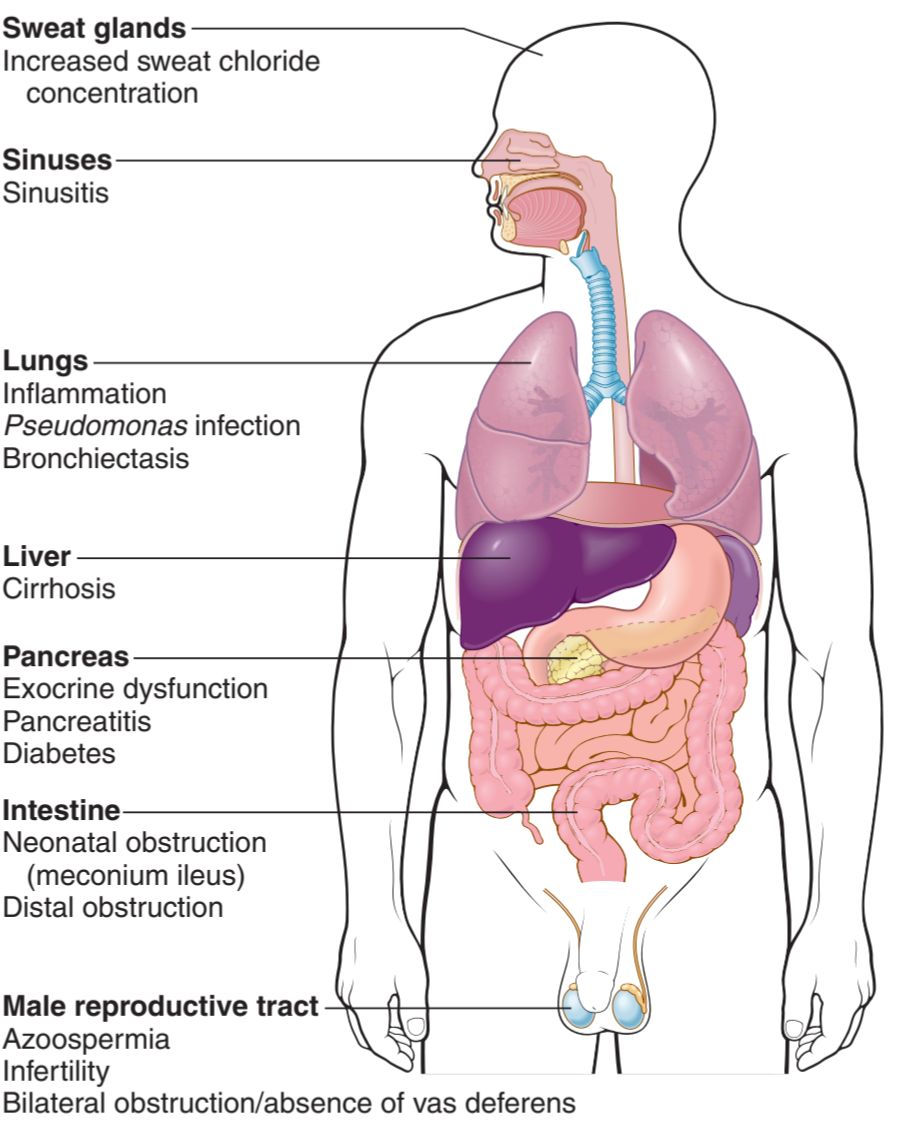 Sweat glands
Increased sweat chloride
concentration
Sinuses
Sinusitis
Lungs
Inflammation
Pseudomonas infection
Bronchiectasis
Liver
Cirrhosis
Pancreas
Exocrine dysfunction
Pancreatitis
Diabetes
Intestine
Neonatal obstruction
(meconium ileus)
Distal obstruction
Male reproductive tract
Azoospermia
Infertility
Bilateral obstruction/absence of vas deferens